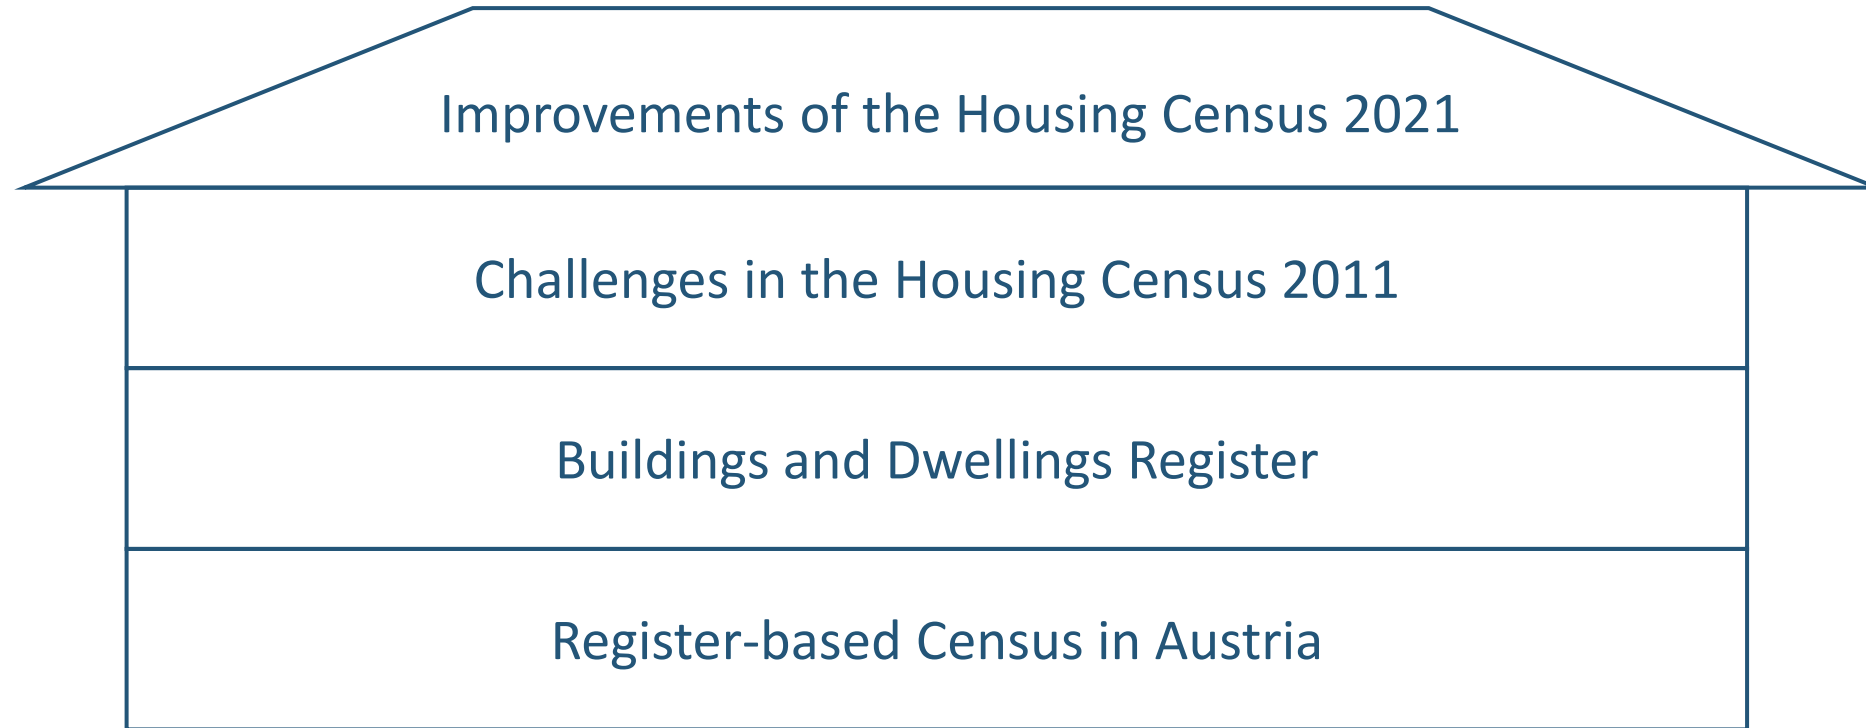 Improvements of the Housing Census 2021
Challenges in the Housing Census 2011
Buildings and Dwellings Register
Register-based Census in Austria